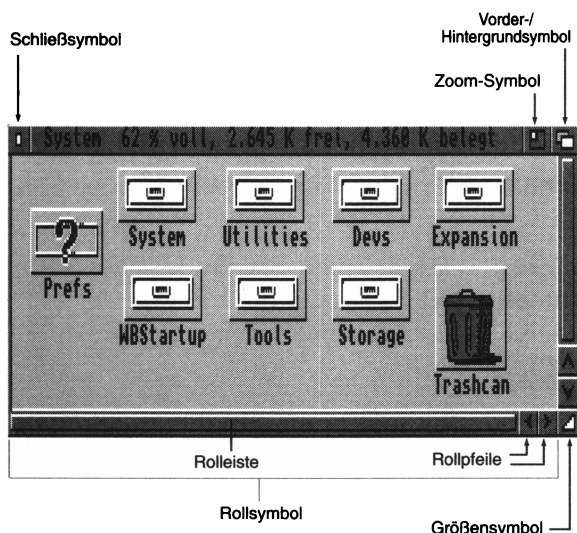 Vorder-/
Schließsymbol
Hintergrundsymbol
Zoom-Symbol
System 62 % voll, 2.645 K frei, 4.360 K belegt
System Utilities Devs Expansion
Prefs
WBStartup Tools Storage
Trashcan
Rolleiste
Rollpfeile
Rollsymbol
Größensymbol